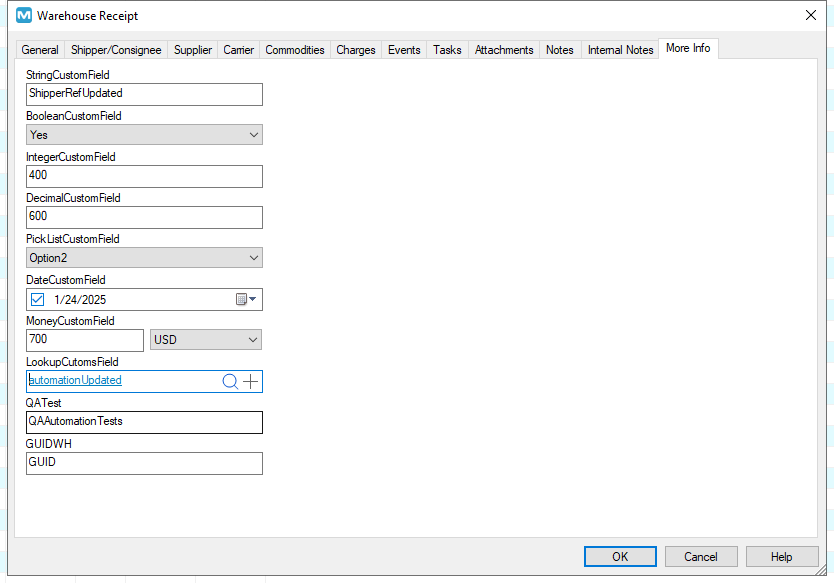 Warehouse Receipt
General Shipper/Consignee Supplier Carrier Commodities Charges Events Tasks Attachments Notes Internal Notes More Info
StringCustomField
ShipperRefUpdated
BooleanCustomField
Yes
IntegerCustomField
400
DecimalCustomField
600
PickListCustomField
Option2
DateCustomField
1/24/2025
MoneyCustomField
700 USD
LookupCutomsField
automationUpdated
QATest
QAAutomationTests
GUIDWH
GUID
OK Cancel Help